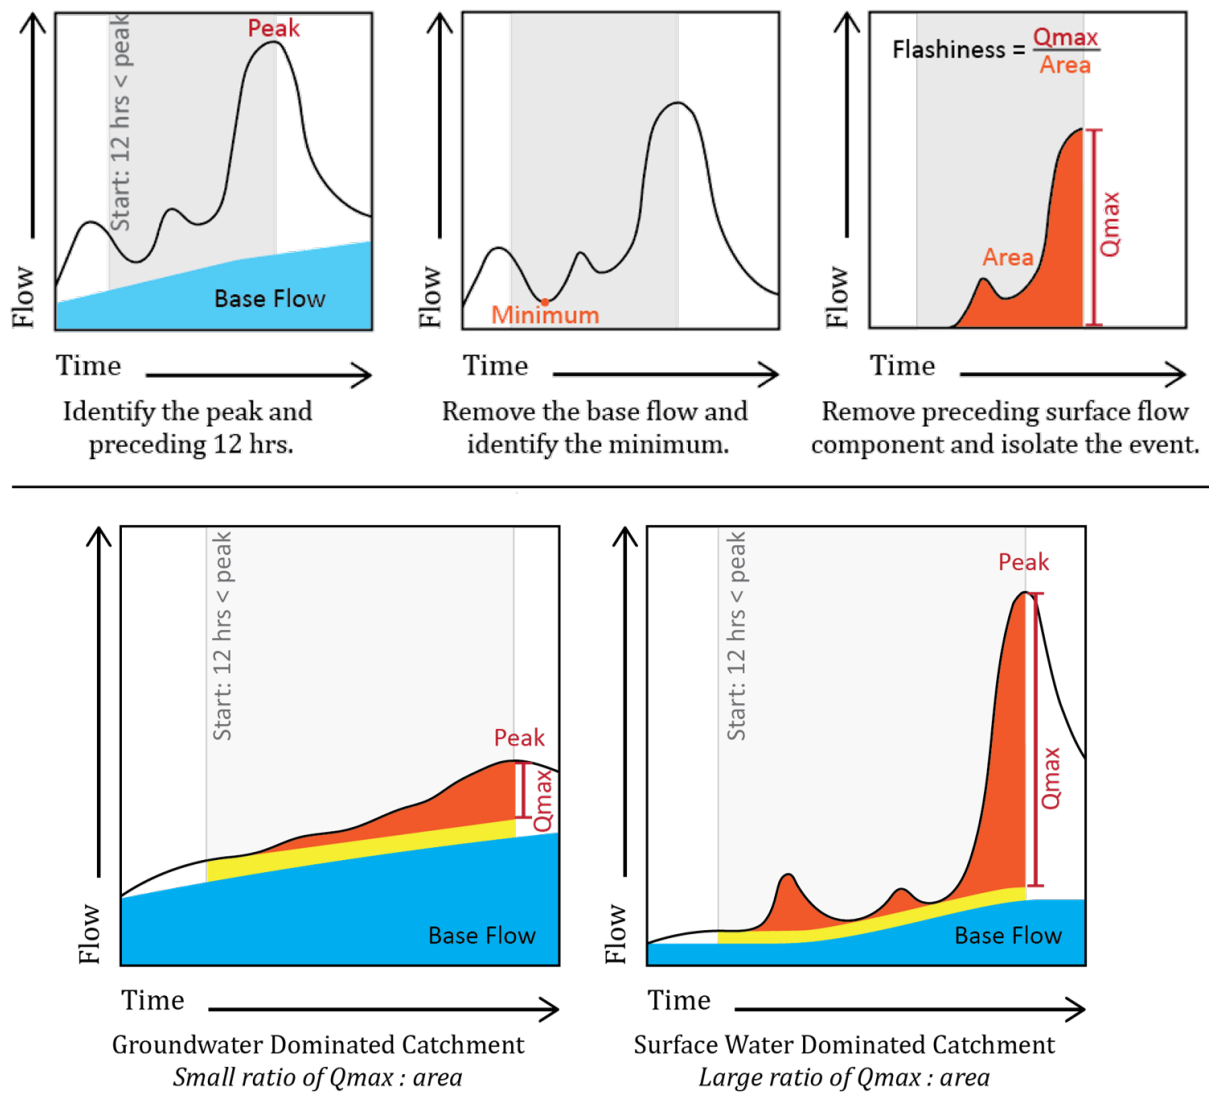 Flow
Start: 12 hrs < peak
Peak
Base Flow
Time
Identify the peak and
preceding 12 hrs.
Flow
Minimum
Time
Remove the base flow and
identify the minimum.
Flow
Flashiness = Qmax
Area
Area
Qmax
Time
Remove preceding surface flow
component and isolate the event.
Flow
Start: 12 hrs < peak
Peak
Qmax
Base Flow
Time
Groundwater Dominated Catchment
Small ratio of Qmax : area
Flow
Start: 12 hrs < peak
Peak
Qmax
Base Flow
Time
Surface Water Dominated Catchment
Large ratio of Qmax : area